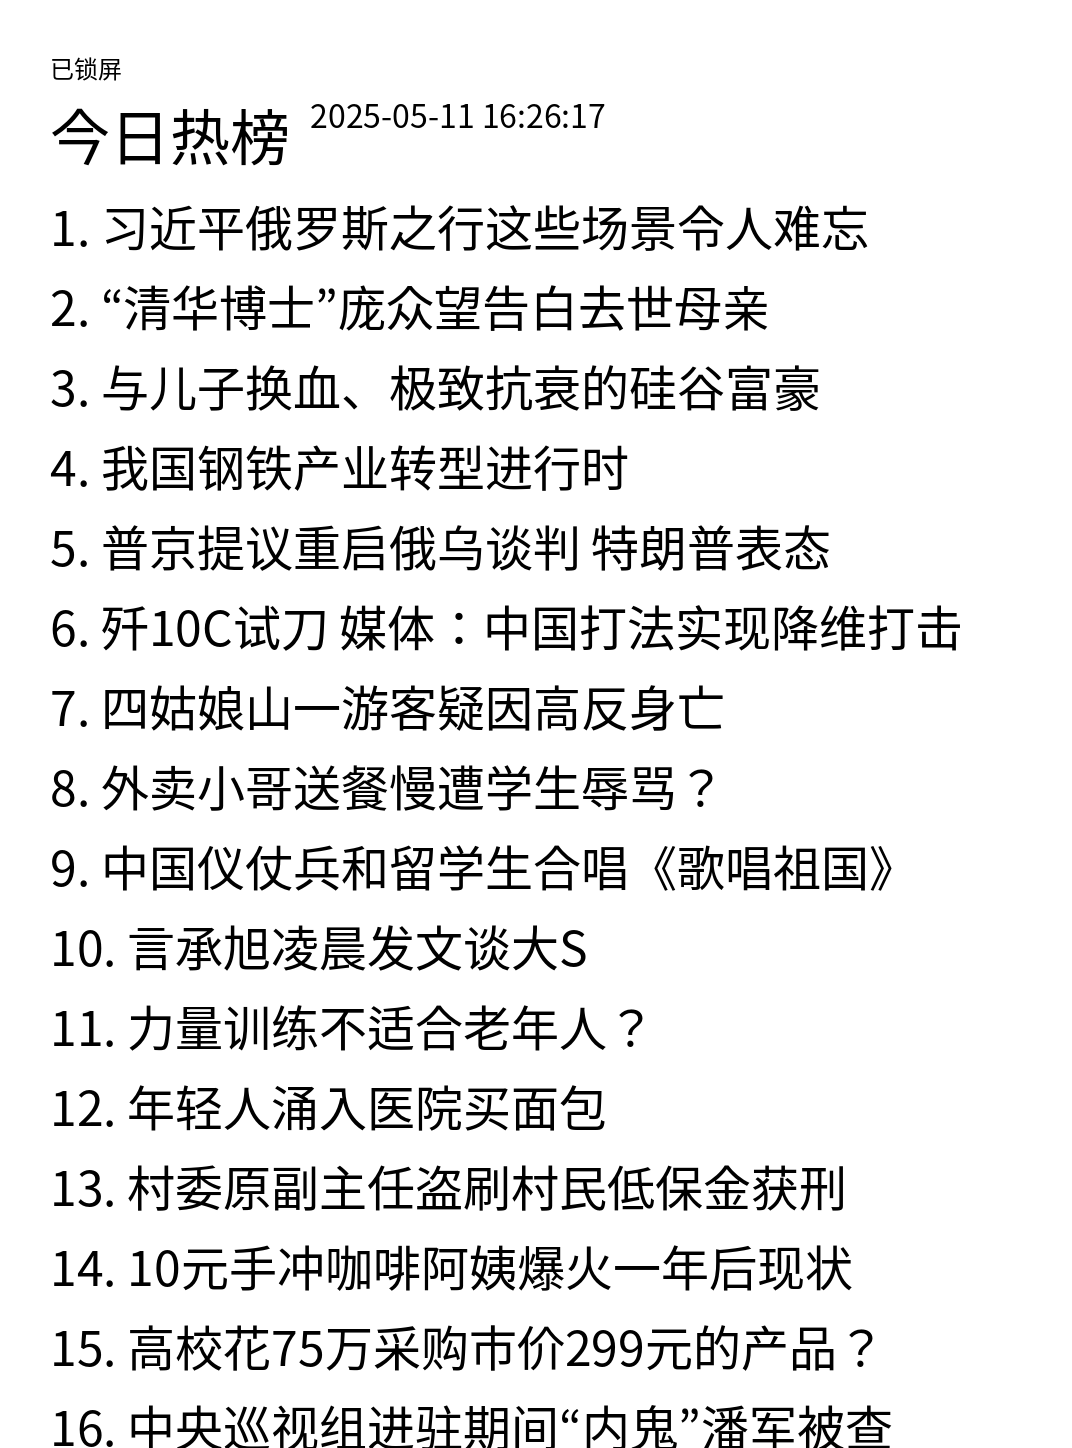 已锁屏
今日热榜 2025-05-11 16:26:17
1. 习近平俄罗斯之行这些场景令人难忘
2. “清华博士”庞众望告白去世母亲
3. 与儿子换血、极致抗衰的硅谷富豪
4. 我国钢铁产业转型进行时
5. 普京提议重启俄乌谈判 特朗普表态
6. 歼10C试刀 媒体：中国打法实现降维打击
7. 四姑娘山一游客疑因高反身亡
8. 外卖小哥送餐慢遭学生辱骂？
9. 中国仪仗兵和留学生合唱《歌唱祖国》
10. 言承旭凌晨发文谈大S
11. 力量训练不适合老年人？
12. 年轻人涌入医院买面包
13. 村委原副主任盗刷村民低保金获刑
14. 10元手冲咖啡阿姨爆火一年后现状
15. 高校花75万采购市价299元的产品？
16. 中央巡视组进驻期间“内鬼”潘军被查